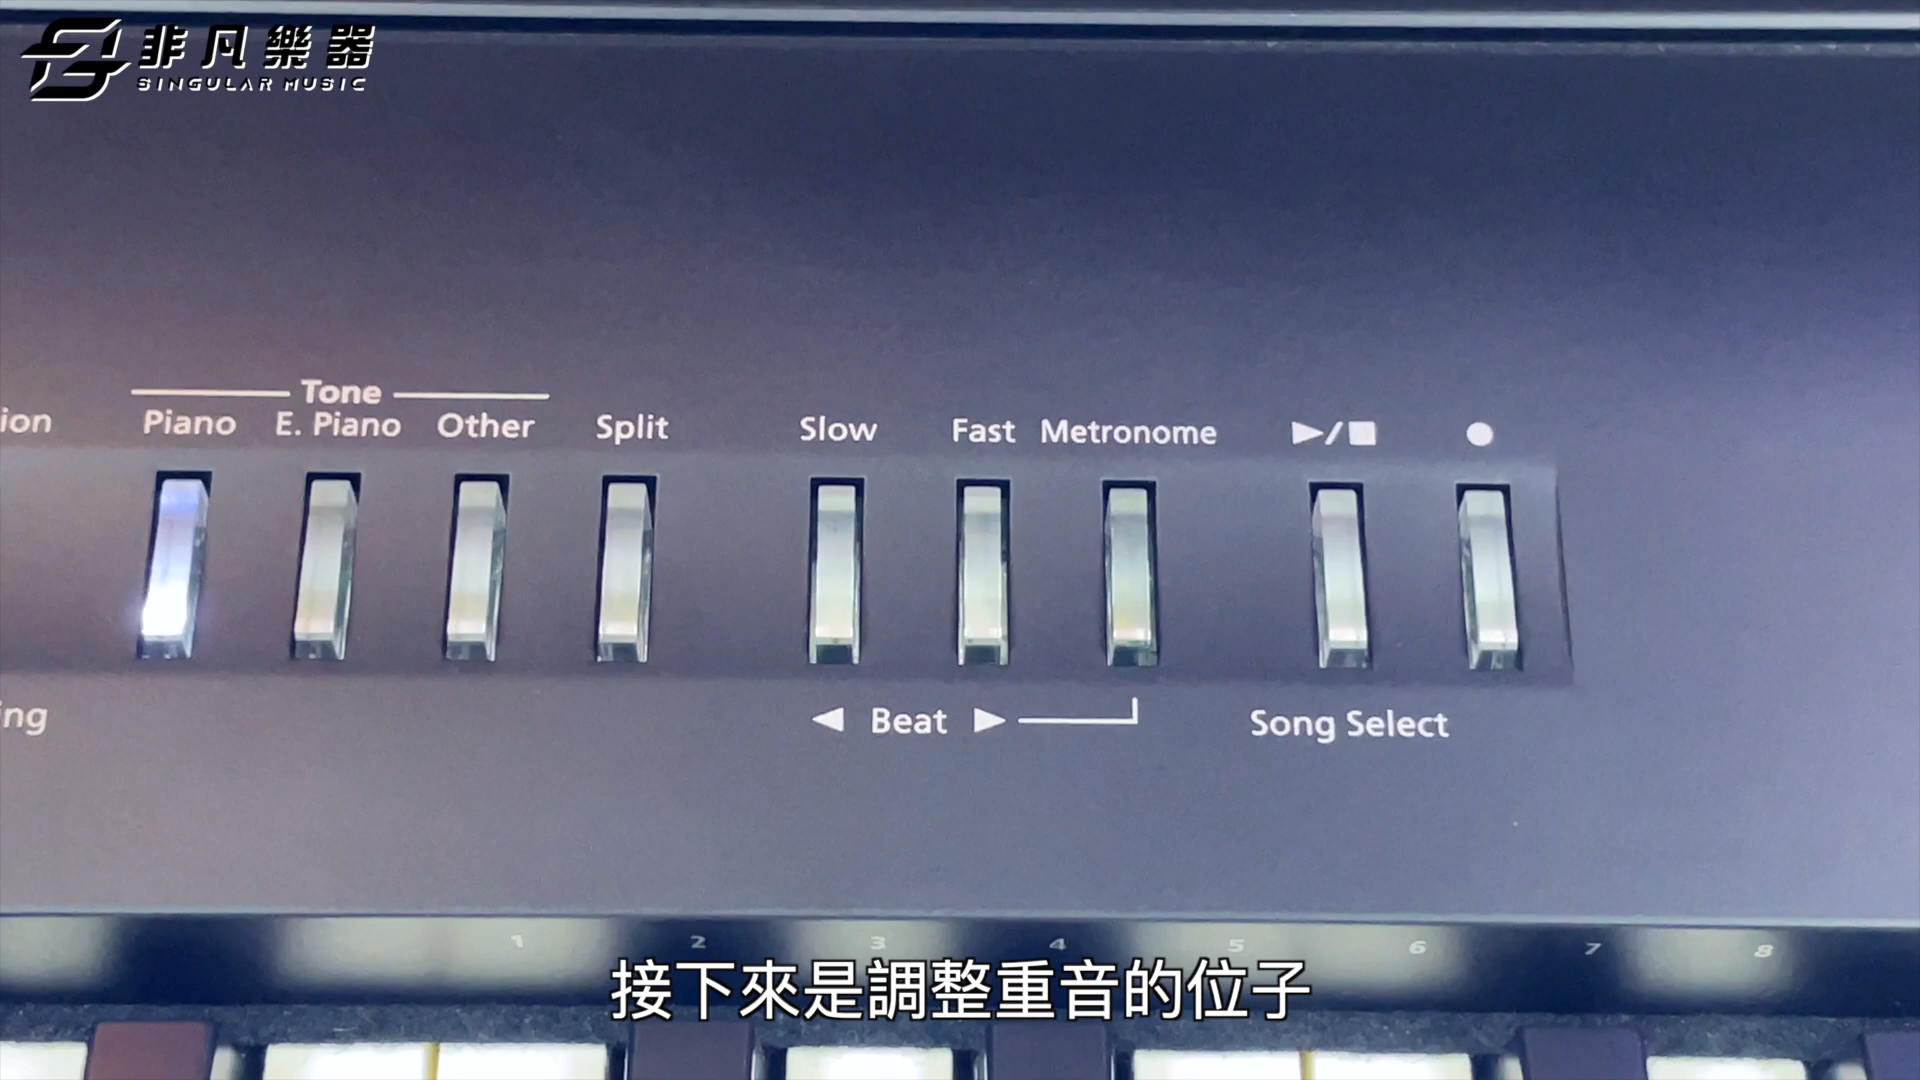 非凡樂器
SINGULAR MUSIC
Tone
ion Piano E. Piano Other Split Slow Fast Metronome ▶/■ ●
ing ◀ Beat ▶ Song Select
1 2 3 4 5 6 7 8
接下來是調整重音的位子